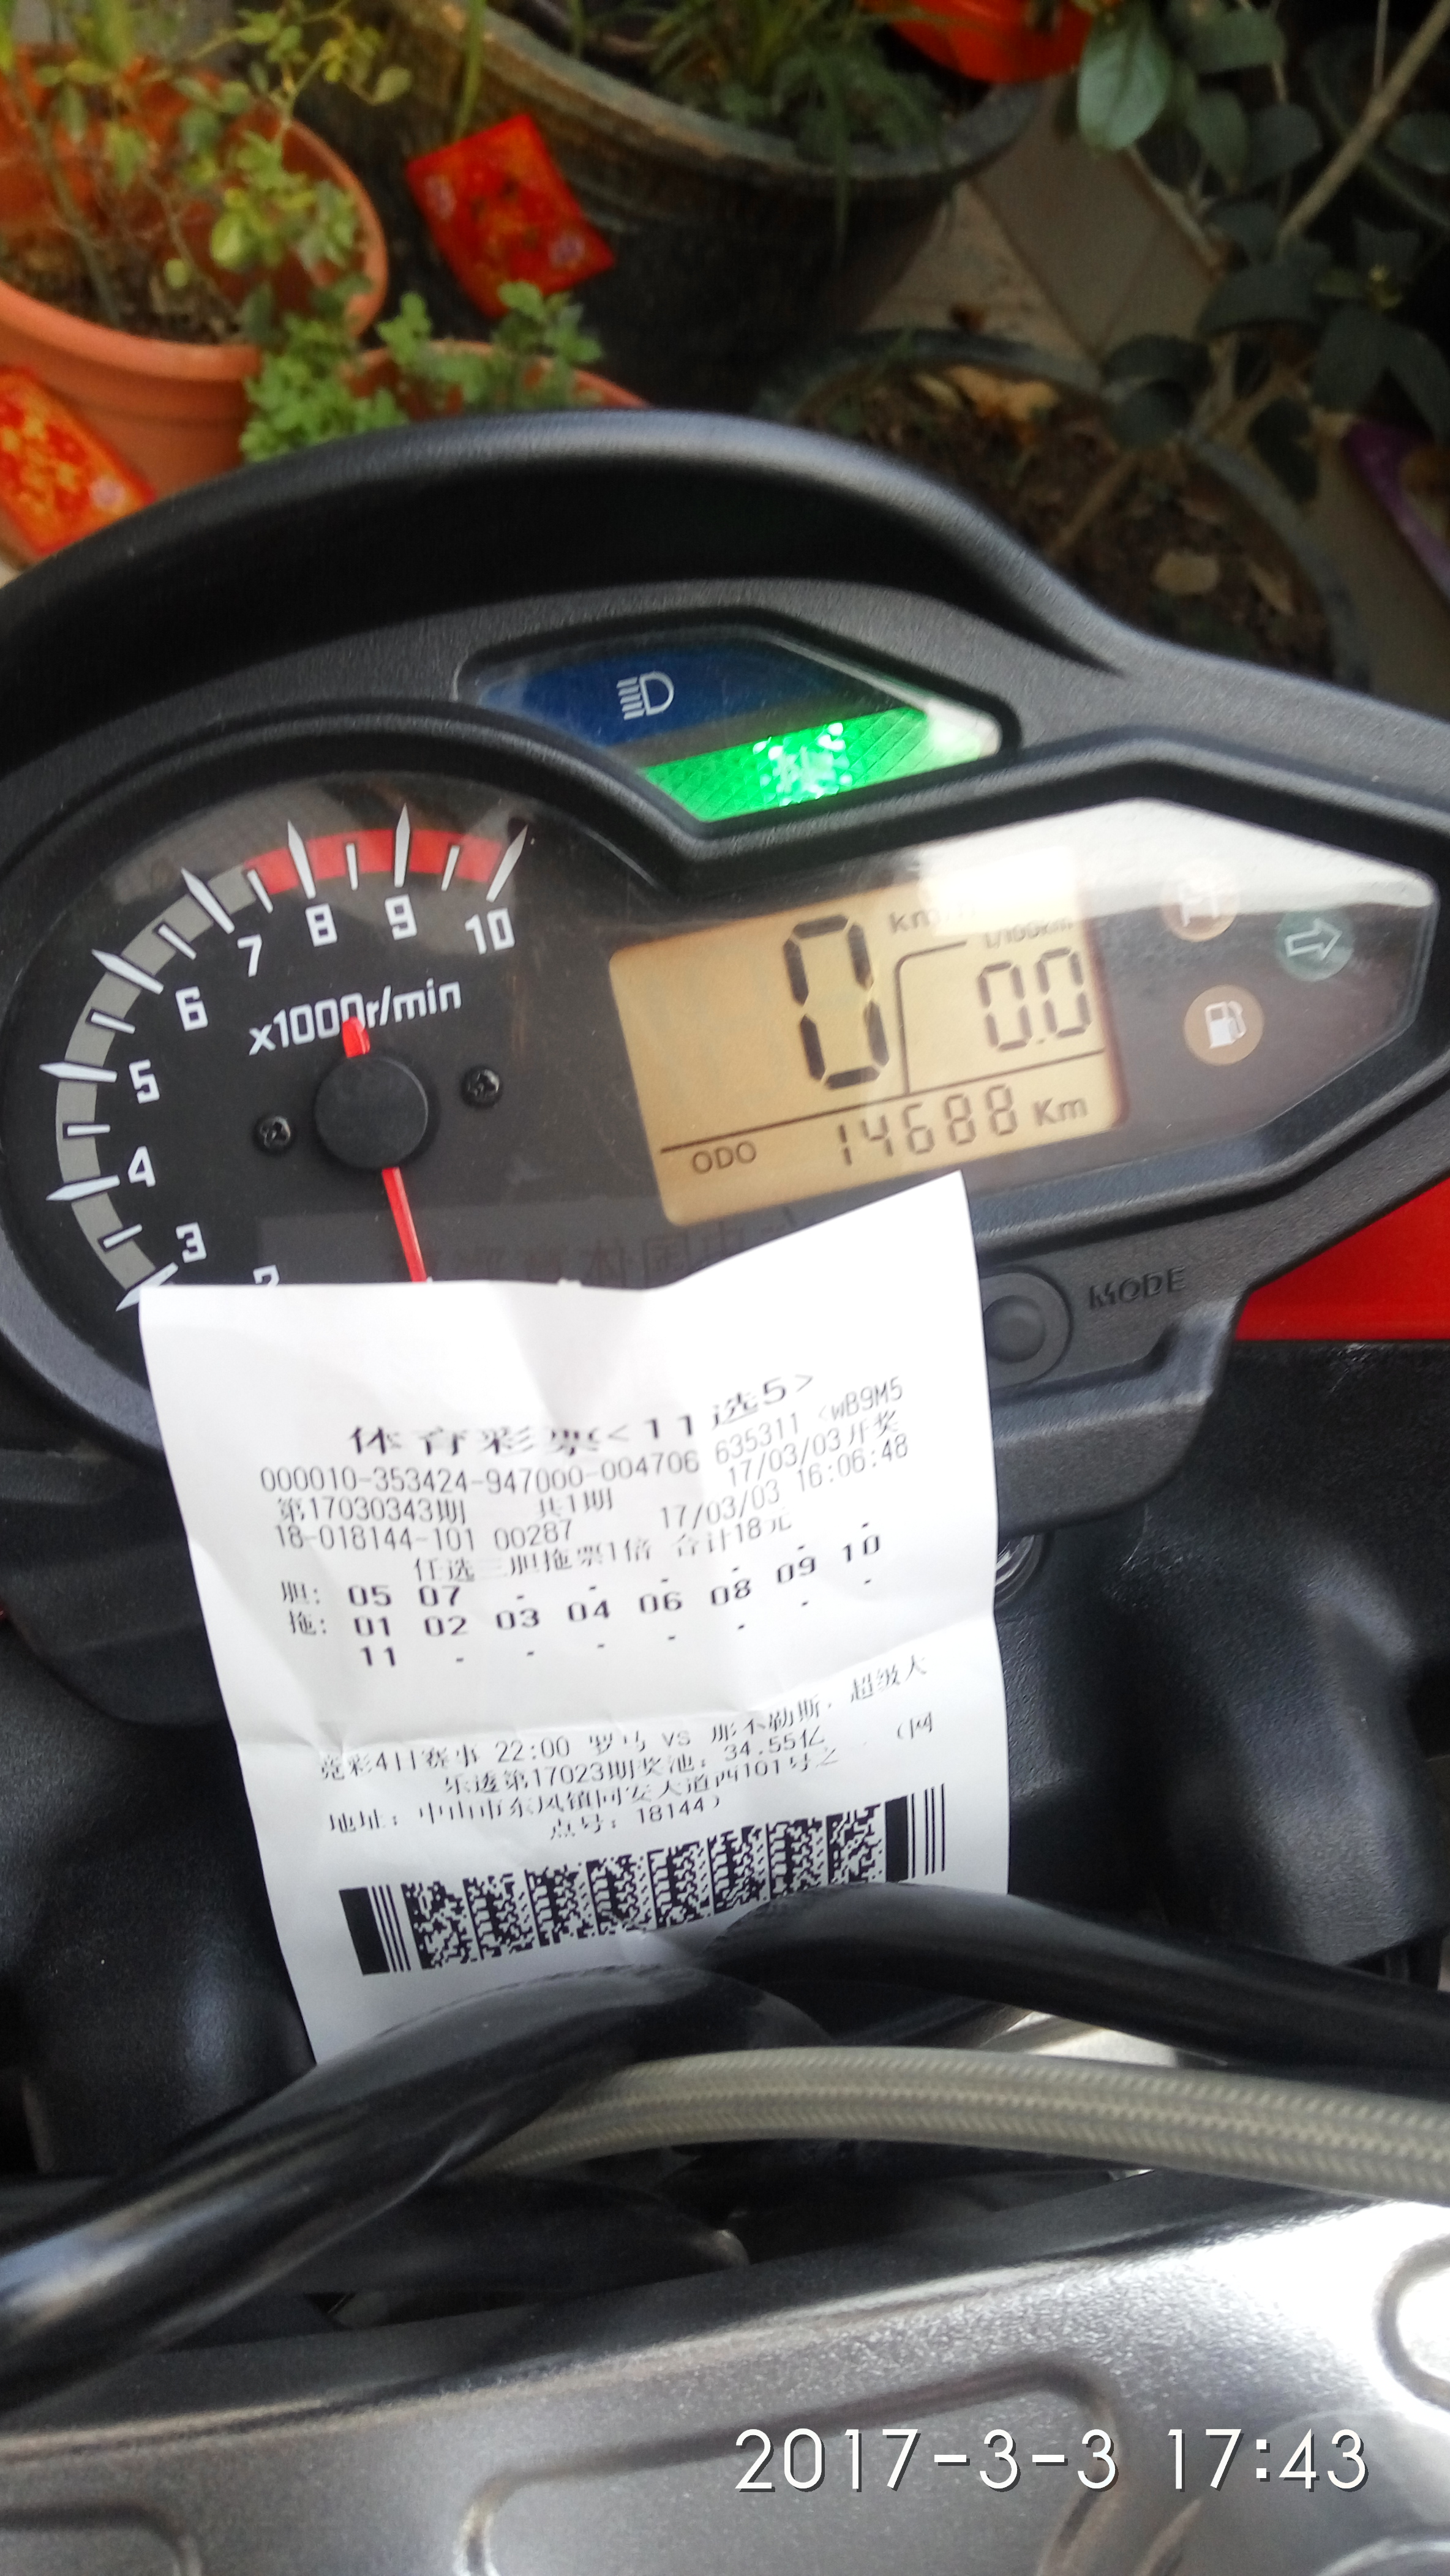 7 8 9 10
6
5
4
3
2
x1000r/min
0 km/h
L/100km
0.0
ODO 14688 Km
MODE
体育彩票<11选5>
000010-353424-947000-004706 635311 <wB9M5
第17030343期 共1期 17/03/03开奖
18-018144-101 00287 17/03/03 16:06:48
任选三胆拖票1倍 合计18元
胆: 05 07 - - - - - -
拖: 01 02 03 04 06 08 09 10
11 - - - - - - -
竞彩4日赛事 22:00 罗马 vs 那不勒斯, 超级大
乐透第17023期奖池: 34.55亿
地址: 中山市东凤镇同安大道西101号之 (网
点号: 18144)
2017-3-3 17:43